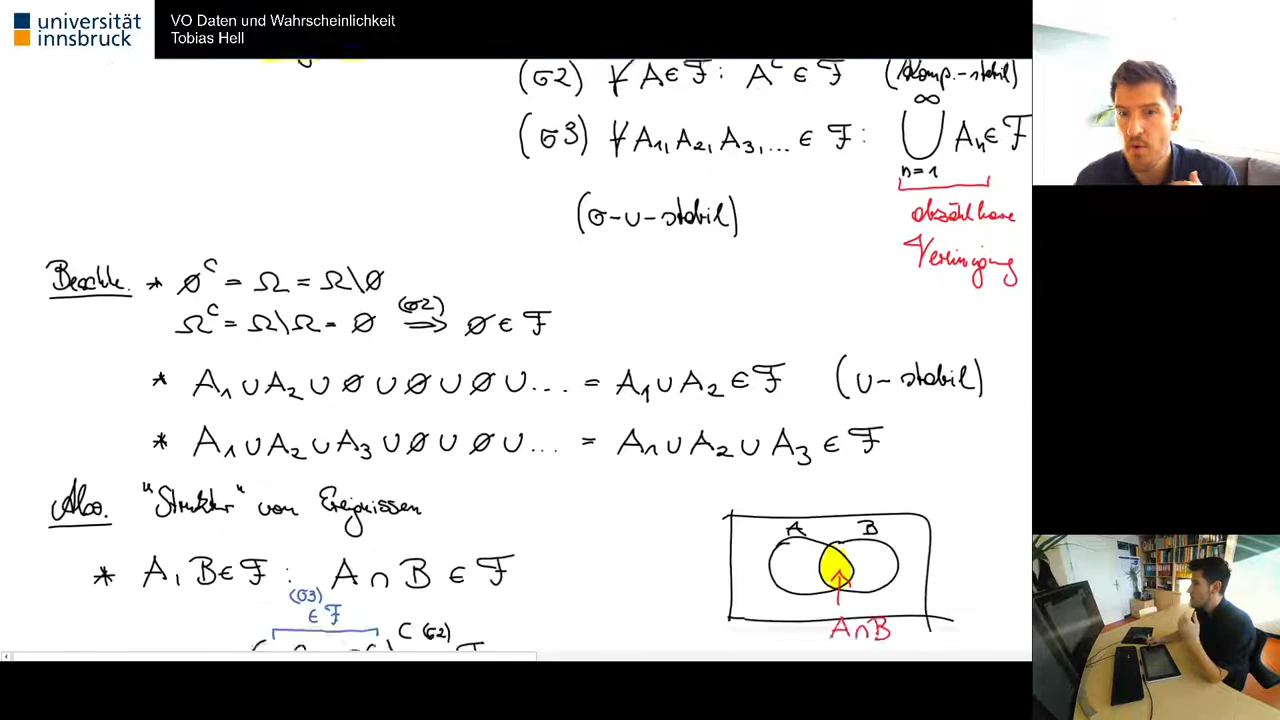 universität
innsbruck
VO Daten und Wahrscheinlichkeit
Tobias Hell
(σ2) ∀ A ∈ F : Aᶜ ∈ F (Komp.-stabil)
(σ3) ∀ A₁, A₂, A₃, ... ∈ F : ⋃ₙ₌₁^∞ Aₙ ∈ F
(σ-∪-stabil)
abzählbare
Vereinigung
Beachte. * ∅ᶜ = Ω = Ω\∅
Ωᶜ = Ω\Ω = ∅ ⟹ (σ2) ∅ ∈ F
* A₁ ∪ A₂ ∪ ∅ ∪ ∅ ∪ ∅ ∪ ... = A₁ ∪ A₂ ∈ F (∪-stabil)
* A₁ ∪ A₂ ∪ A₃ ∪ ∅ ∪ ∅ ∪ ... = A₁ ∪ A₂ ∪ A₃ ∈ F
Also. "Struktur" von Ereignissen
A B
* A, B ∈ F : A ∩ B ∈ F
(σ3)
∈ F
C (σ2)
A∩B